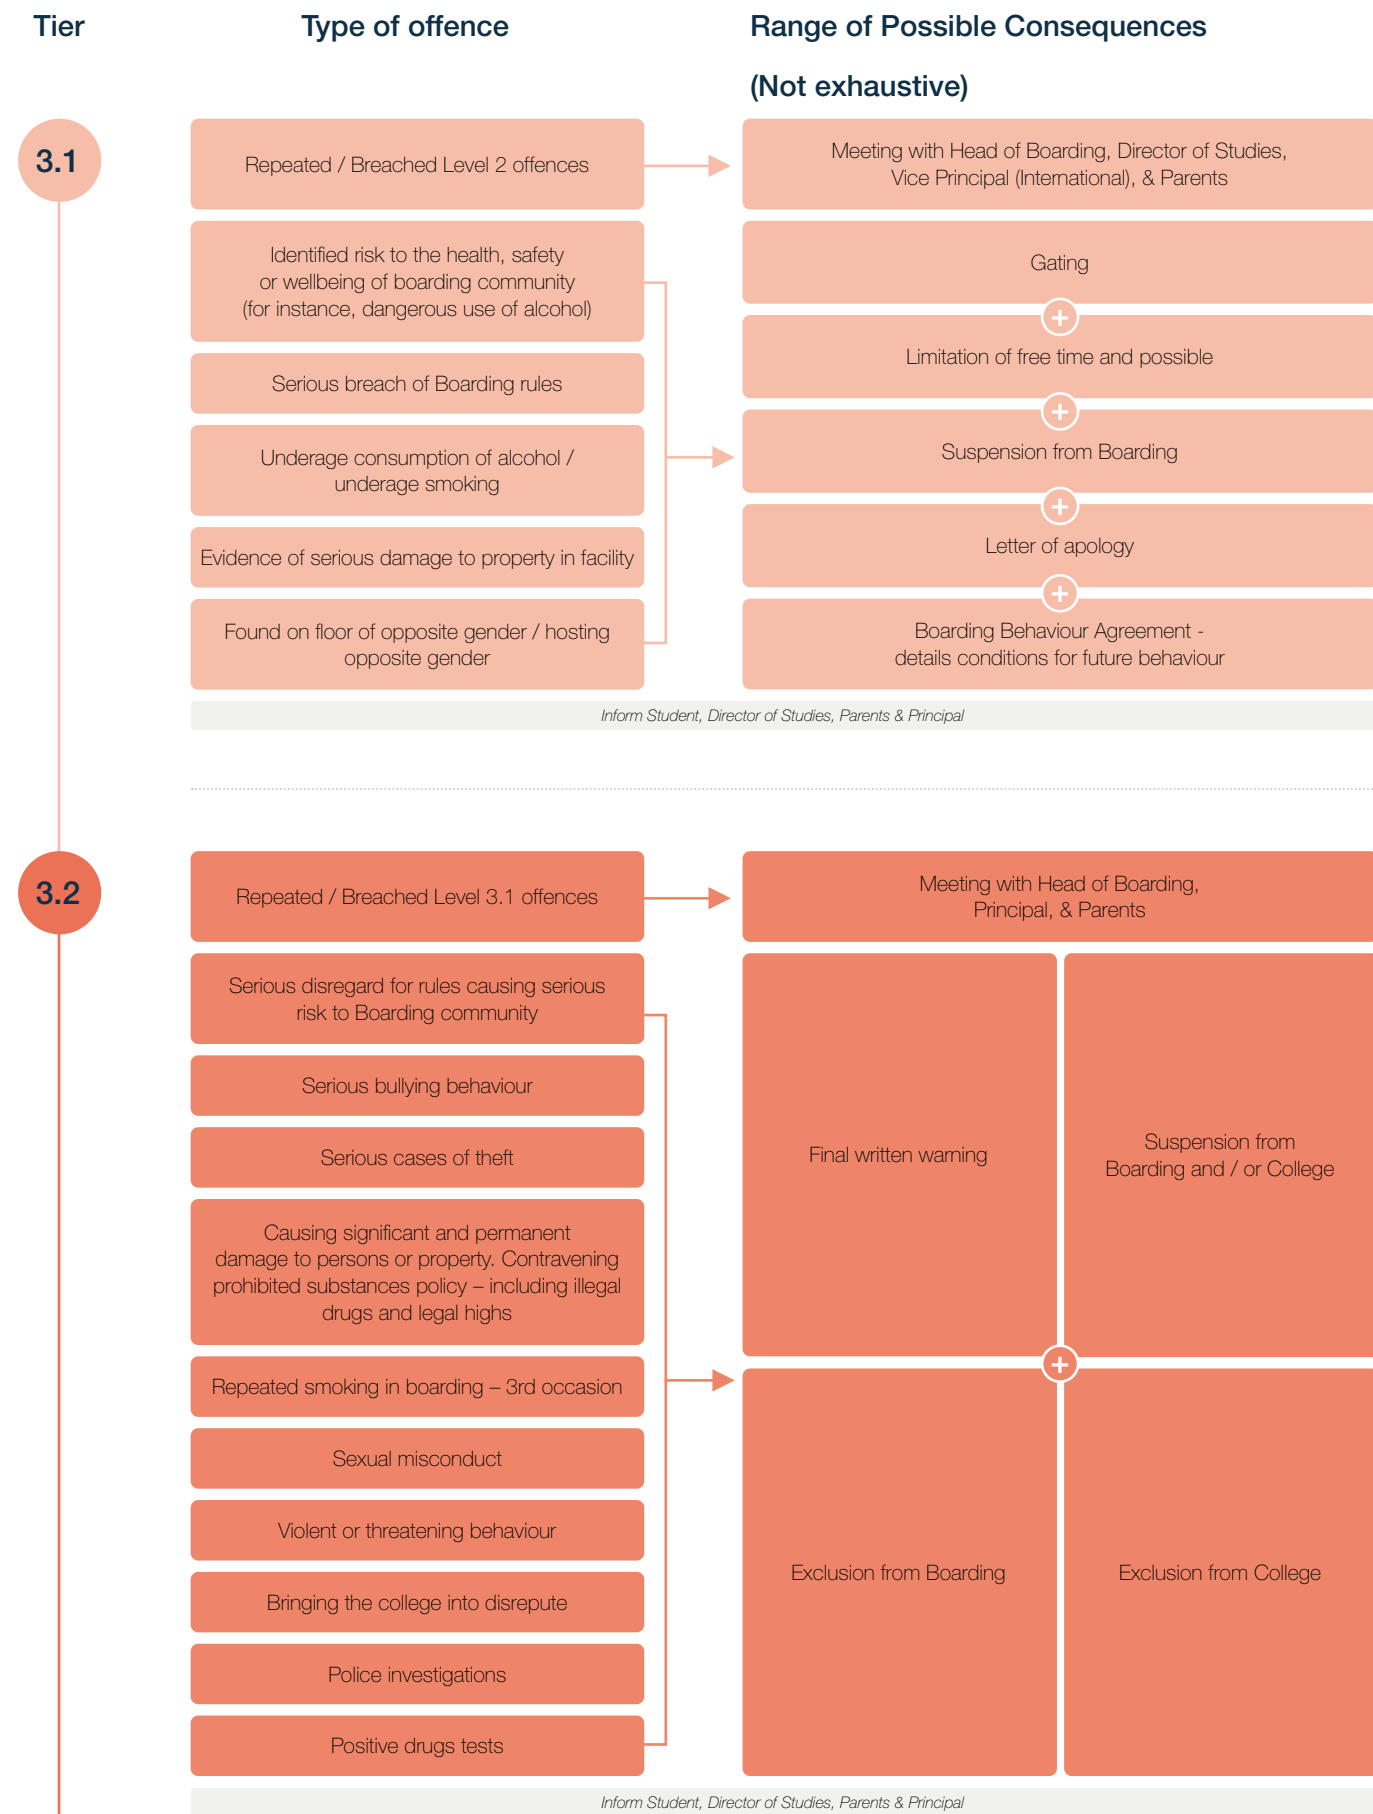 Tier
Type of offence
Range of Possible Consequences
(Not exhaustive)
3.1
Repeated / Breached Level 2 offences
Meeting with Head of Boarding, Director of Studies,
Vice Principal (International), & Parents
Identified risk to the health, safety
or wellbeing of boarding community
(for instance, dangerous use of alcohol)
Serious breach of Boarding rules
Underage consumption of alcohol /
underage smoking
Evidence of serious damage to property in facility
Found on floor of opposite gender / hosting
opposite gender
Gating
+
Limitation of free time and possible
+
Suspension from Boarding
+
Letter of apology
+
Boarding Behaviour Agreement -
details conditions for future behaviour
Inform Student, Director of Studies, Parents & Principal
3.2
Repeated / Breached Level 3.1 offences
Meeting with Head of Boarding,
Principal, & Parents
Serious disregard for rules causing serious
risk to Boarding community
Serious bullying behaviour
Serious cases of theft
Causing significant and permanent
damage to persons or property. Contravening
prohibited substances policy – including illegal
drugs and legal highs
Repeated smoking in boarding – 3rd occasion
Sexual misconduct
Violent or threatening behaviour
Bringing the college into disrepute
Police investigations
Positive drugs tests
Final written warning
Suspension from
Boarding and / or College
+
Exclusion from Boarding
Exclusion from College
Inform Student, Director of Studies, Parents & Principal